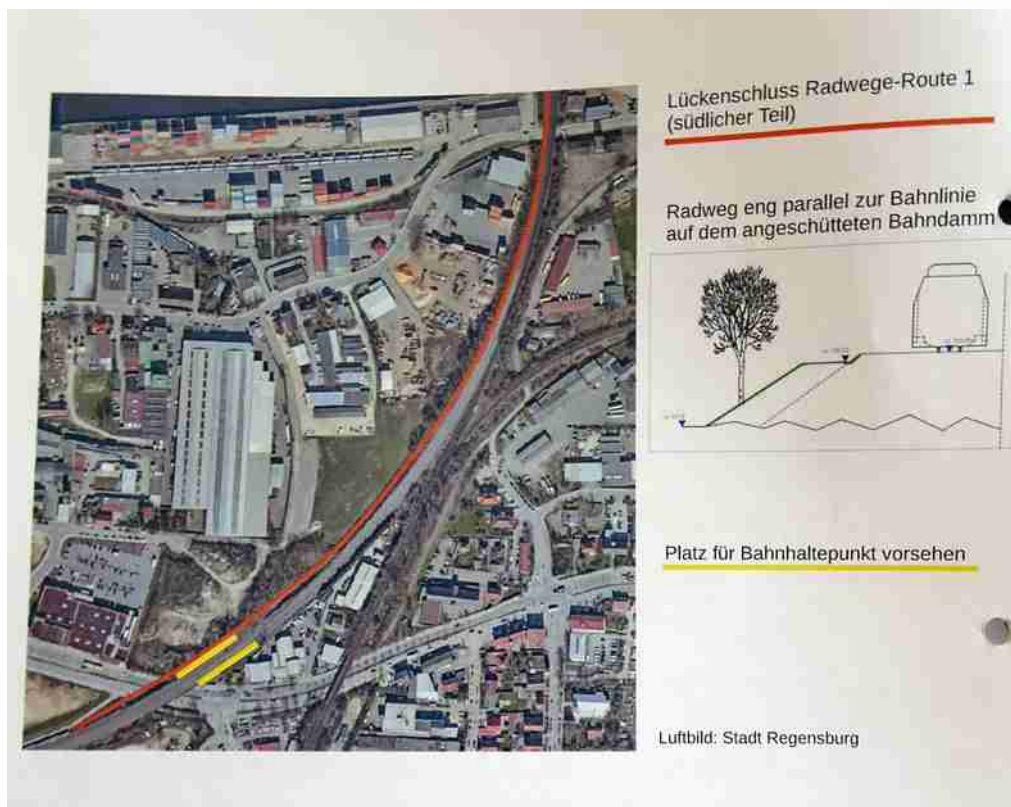 Lückenschluss Radwege-Route 1
(südlicher Teil)
Radweg eng parallel zur Bahnlinie
auf dem angeschütteten Bahndamm
Platz für Bahnhaltepunkt vorsehen
Luftbild: Stadt Regensburg